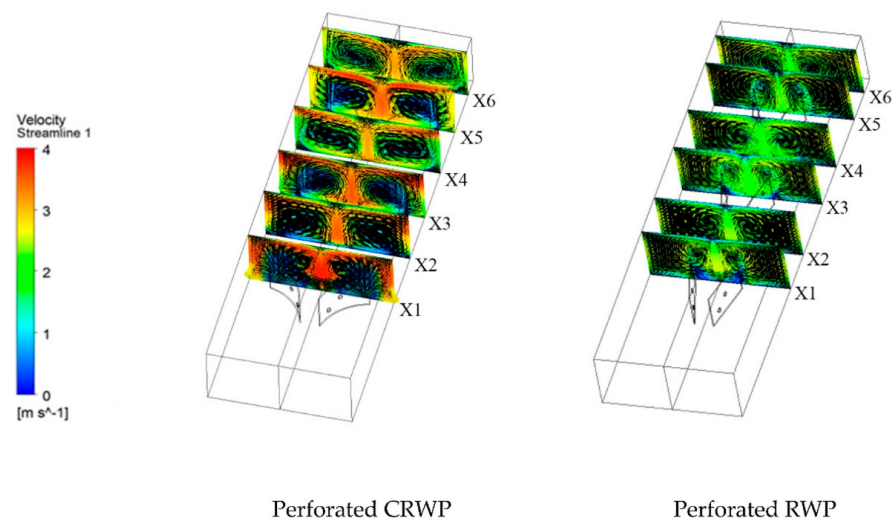 Velocity
Streamline 1
4
3
2
1
0
[m s^-1]
X6
X5
X4
X3
X2
X1
X6
X5
X4
X3
X2
X1
Perforated CRWP
Perforated RWP